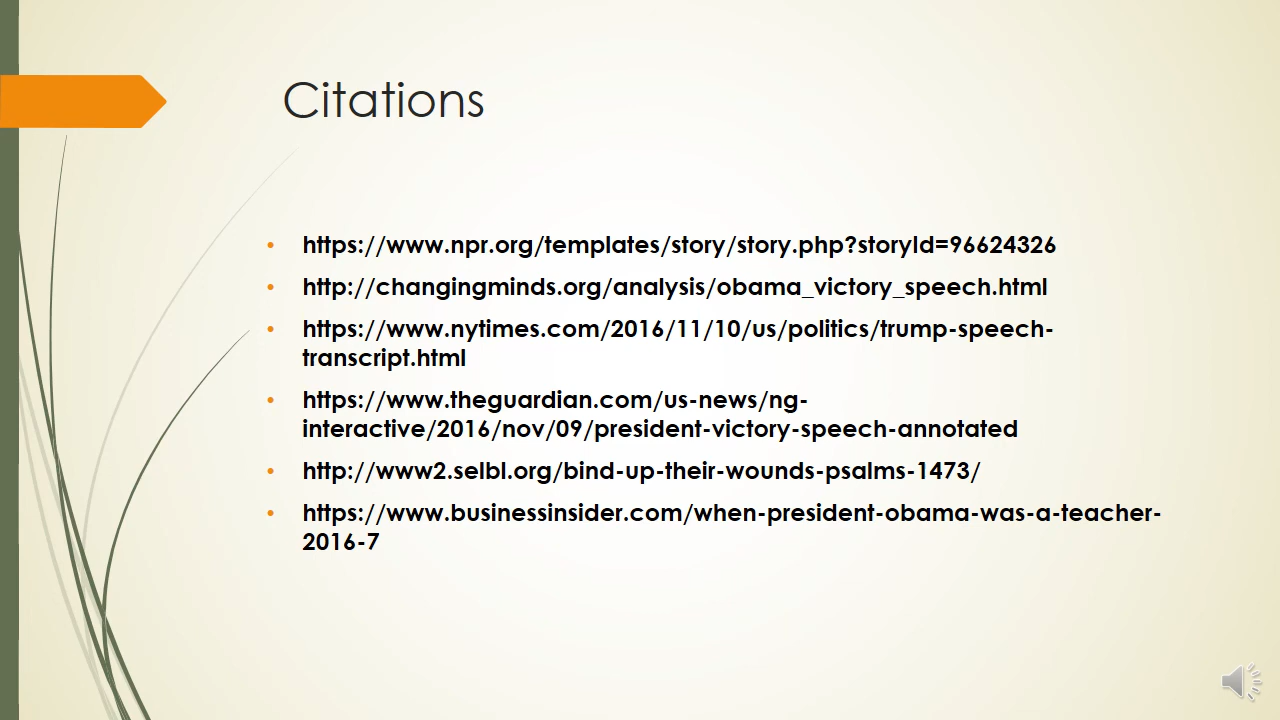 Citations
https://www.npr.org/templates/story/story.php?storyId=96624326
http://changingminds.org/analysis/obama_victory_speech.html
https://www.nytimes.com/2016/11/10/us/politics/trump-speech-
transcript.html
https://www.theguardian.com/us-news/ng-
interactive/2016/nov/09/president-victory-speech-annotated
http://www2.selbl.org/bind-up-their-wounds-psalms-1473/
https://www.businessinsider.com/when-president-obama-was-a-teacher-
2016-7